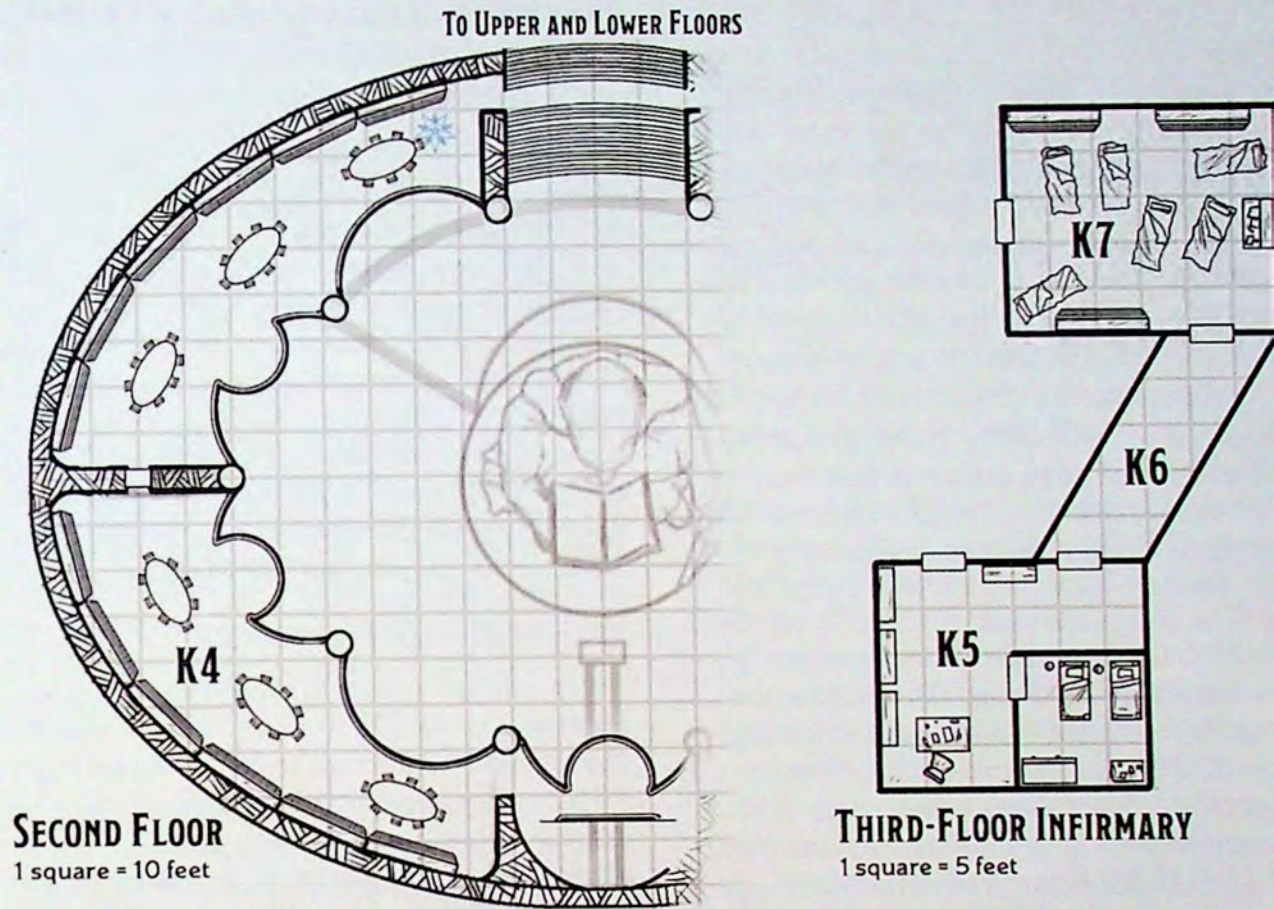 TO UPPER AND LOWER FLOORS
K7
K6
K4
K5
SECOND FLOOR
1 square = 10 feet
THIRD-FLOOR INFIRMARY
1 square = 5 feet